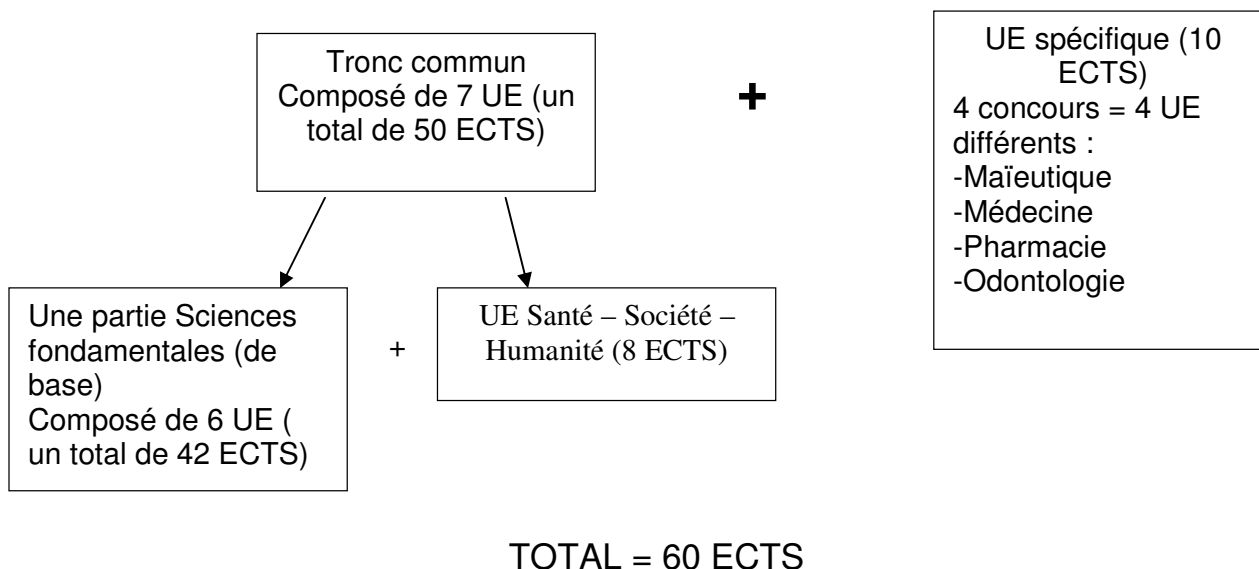 Tronc commun
Composé de 7 UE (un
total de 50 ECTS)
+
UE spécifique (10
ECTS)
4 concours = 4 UE
différents :
-Maïeutique
-Médecine
-Pharmacie
-Odontologie
Une partie Sciences
fondamentales (de
base)
Composé de 6 UE (
un total de 42 ECTS)
+
UE Santé – Société –
Humanité (8 ECTS)
TOTAL = 60 ECTS